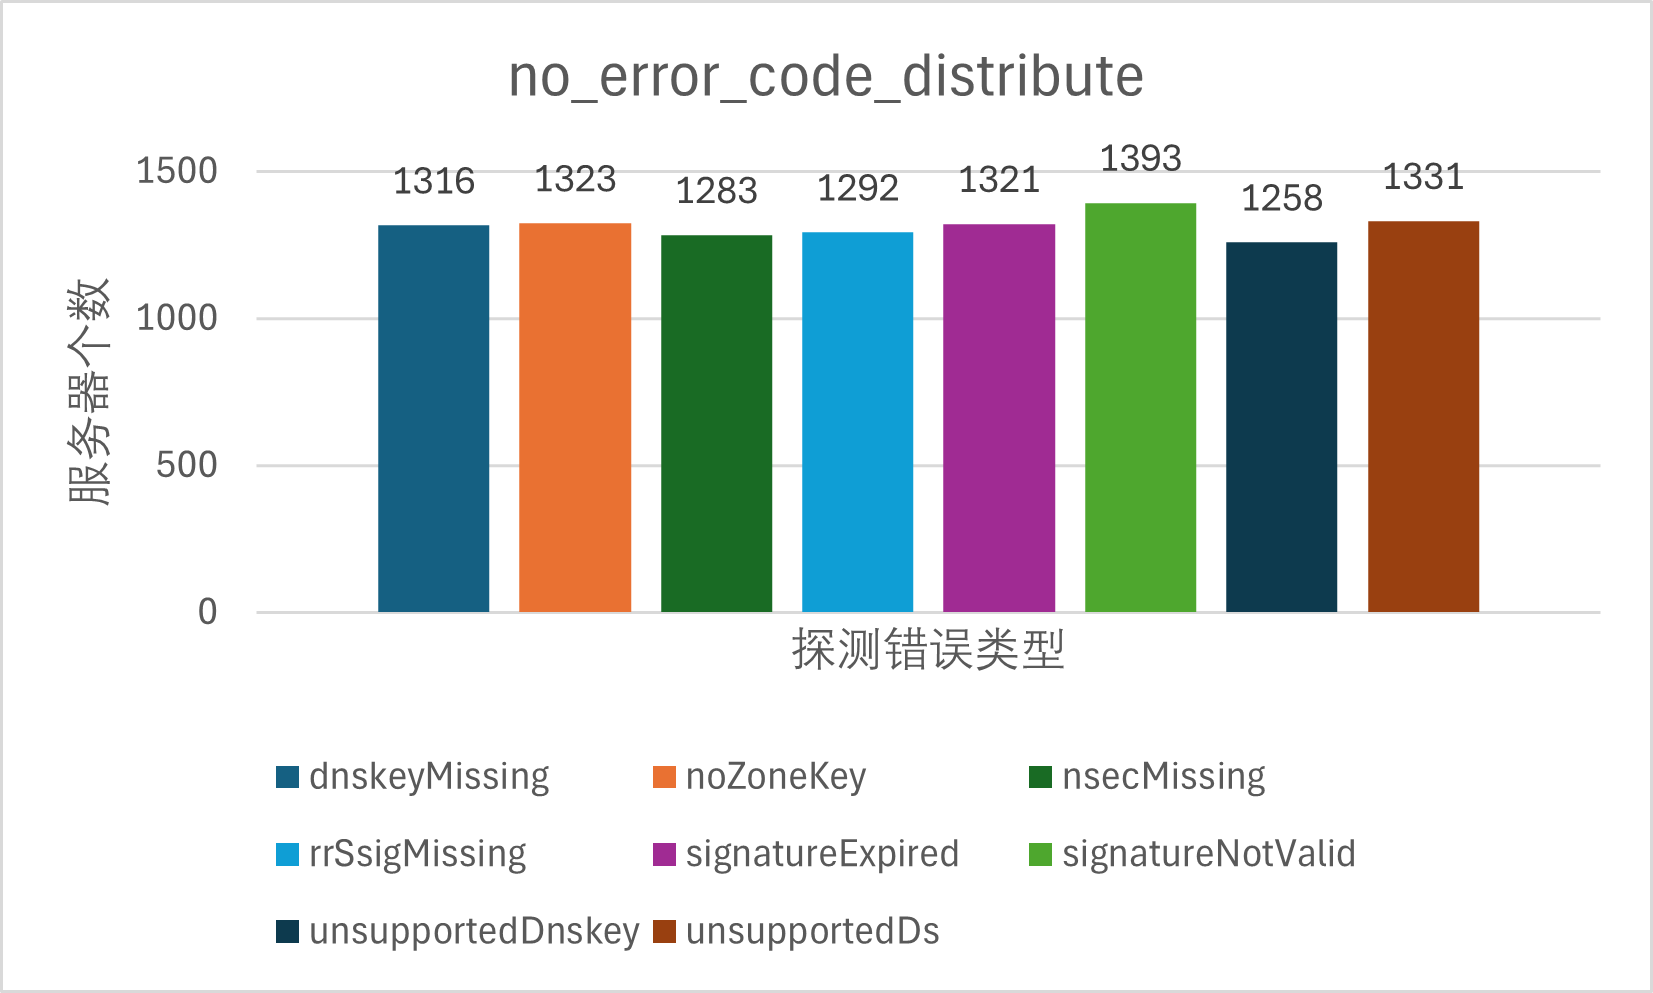 no_error_code_distribute
服务器个数
1500
1000
500
0
1316
1323
1283
1292
1321
1393
1258
1331
探测错误类型
dnskeyMissing
noZoneKey
nsecMissing
rrSsigMissing
signatureExpired
signatureNotValid
unsupportedDnskey
unsupportedDs